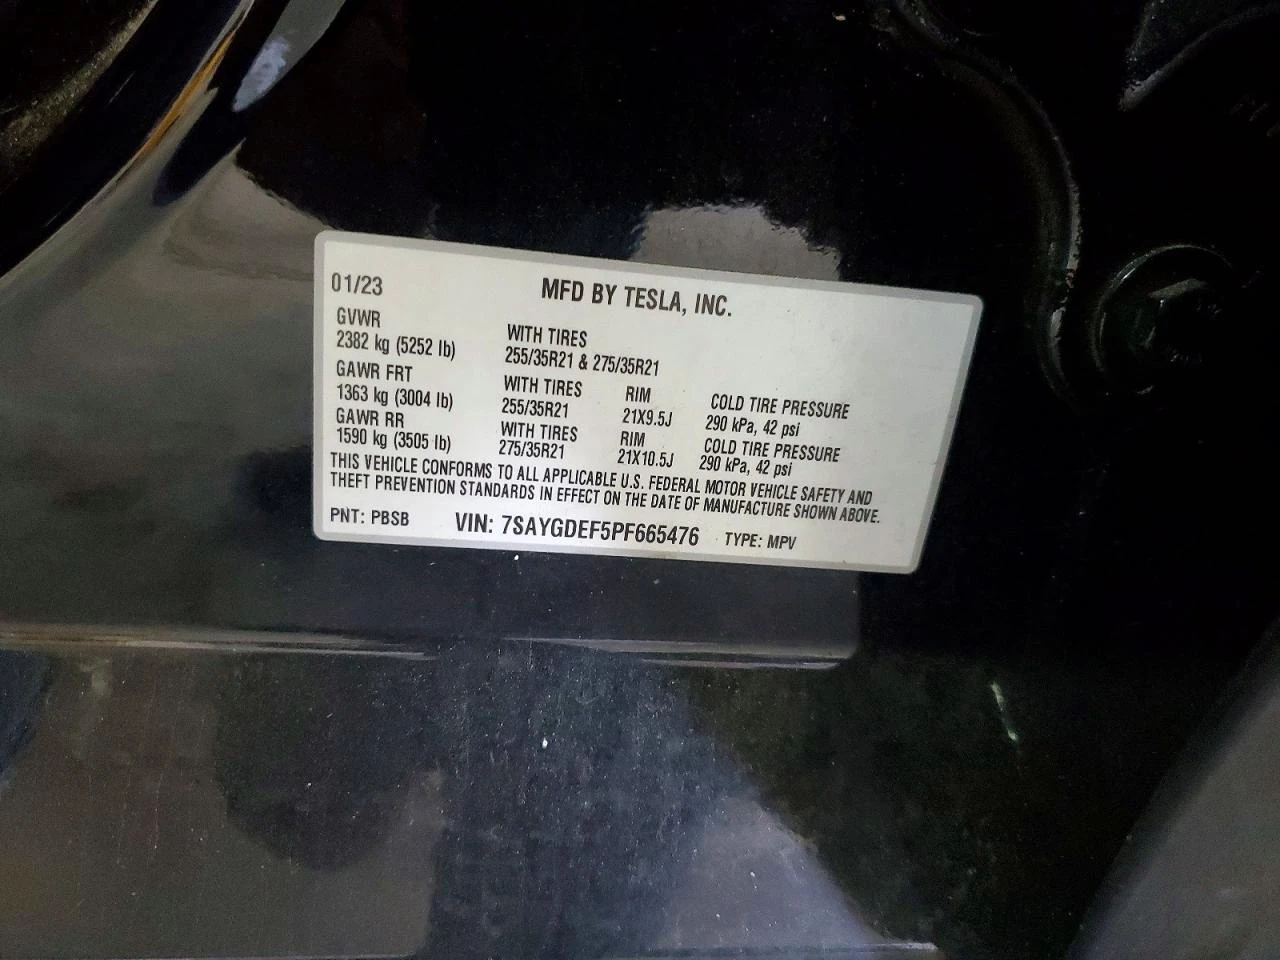 01/23 MFD BY TESLA, INC.
GVWR WITH TIRES
2382 kg (5252 lb) 255/35R21 & 275/35R21
GAWR FRT WITH TIRES RIM COLD TIRE PRESSURE
1363 kg (3004 lb) 255/35R21 21X9.5J 290 kPa, 42 psi
GAWR RR WITH TIRES RIM COLD TIRE PRESSURE
1590 kg (3505 lb) 275/35R21 21X10.5J 290 kPa, 42 psi
THIS VEHICLE CONFORMS TO ALL APPLICABLE U.S. FEDERAL MOTOR VEHICLE SAFETY AND
THEFT PREVENTION STANDARDS IN EFFECT ON THE DATE OF MANUFACTURE SHOWN ABOVE.
PNT: PBSB VIN: 7SAYGDEF5PF665476 TYPE: MPV